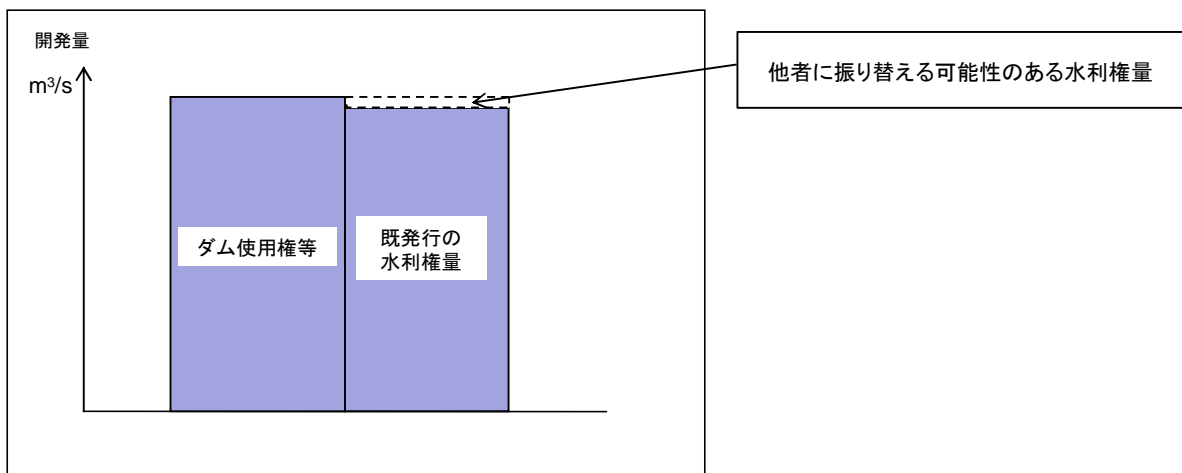 開発量
m³/s
他者に振り替える可能性のある水利権量
ダム使用権等
既発行の
水利権量